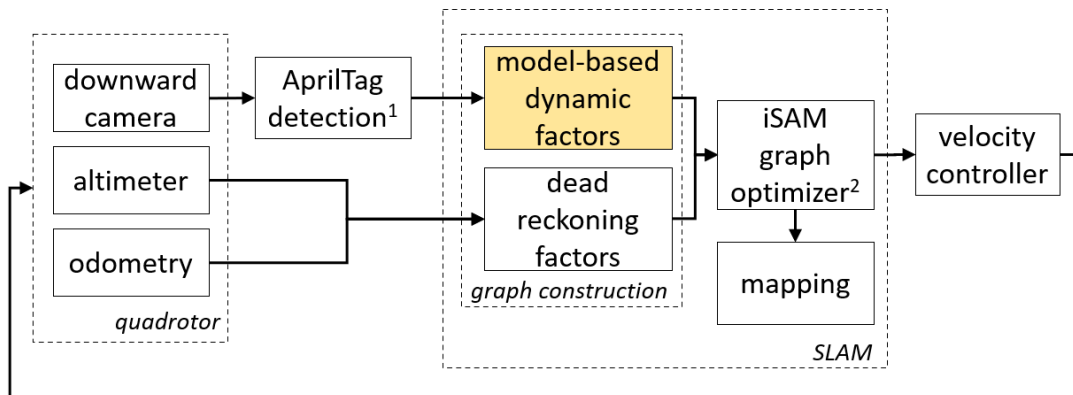 downward
camera
altimeter
odometry
quadrotor
AprilTag
detection¹
model-based
dynamic
factors
dead
reckoning
factors
graph construction
iSAM
graph
optimizer²
mapping
SLAM
velocity
controller